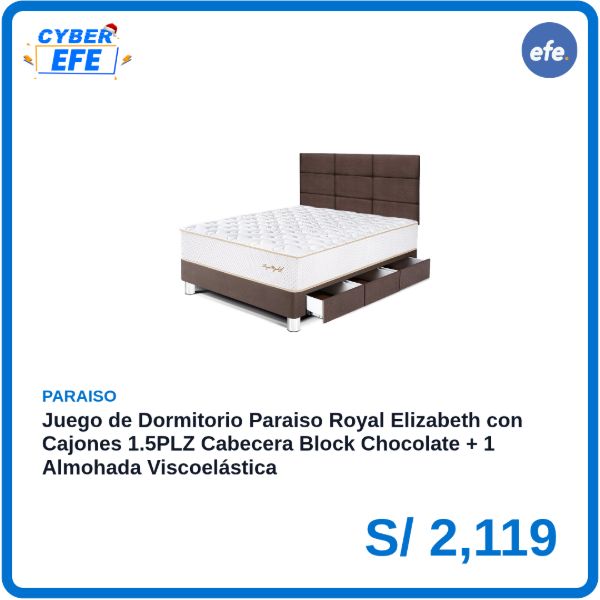 CYBER
EFE
efe.
PARAISO
Juego de Dormitorio Paraiso Royal Elizabeth con
Cajones 1.5PLZ Cabecera Block Chocolate + 1
Almohada Viscoelástica
S/ 2,119